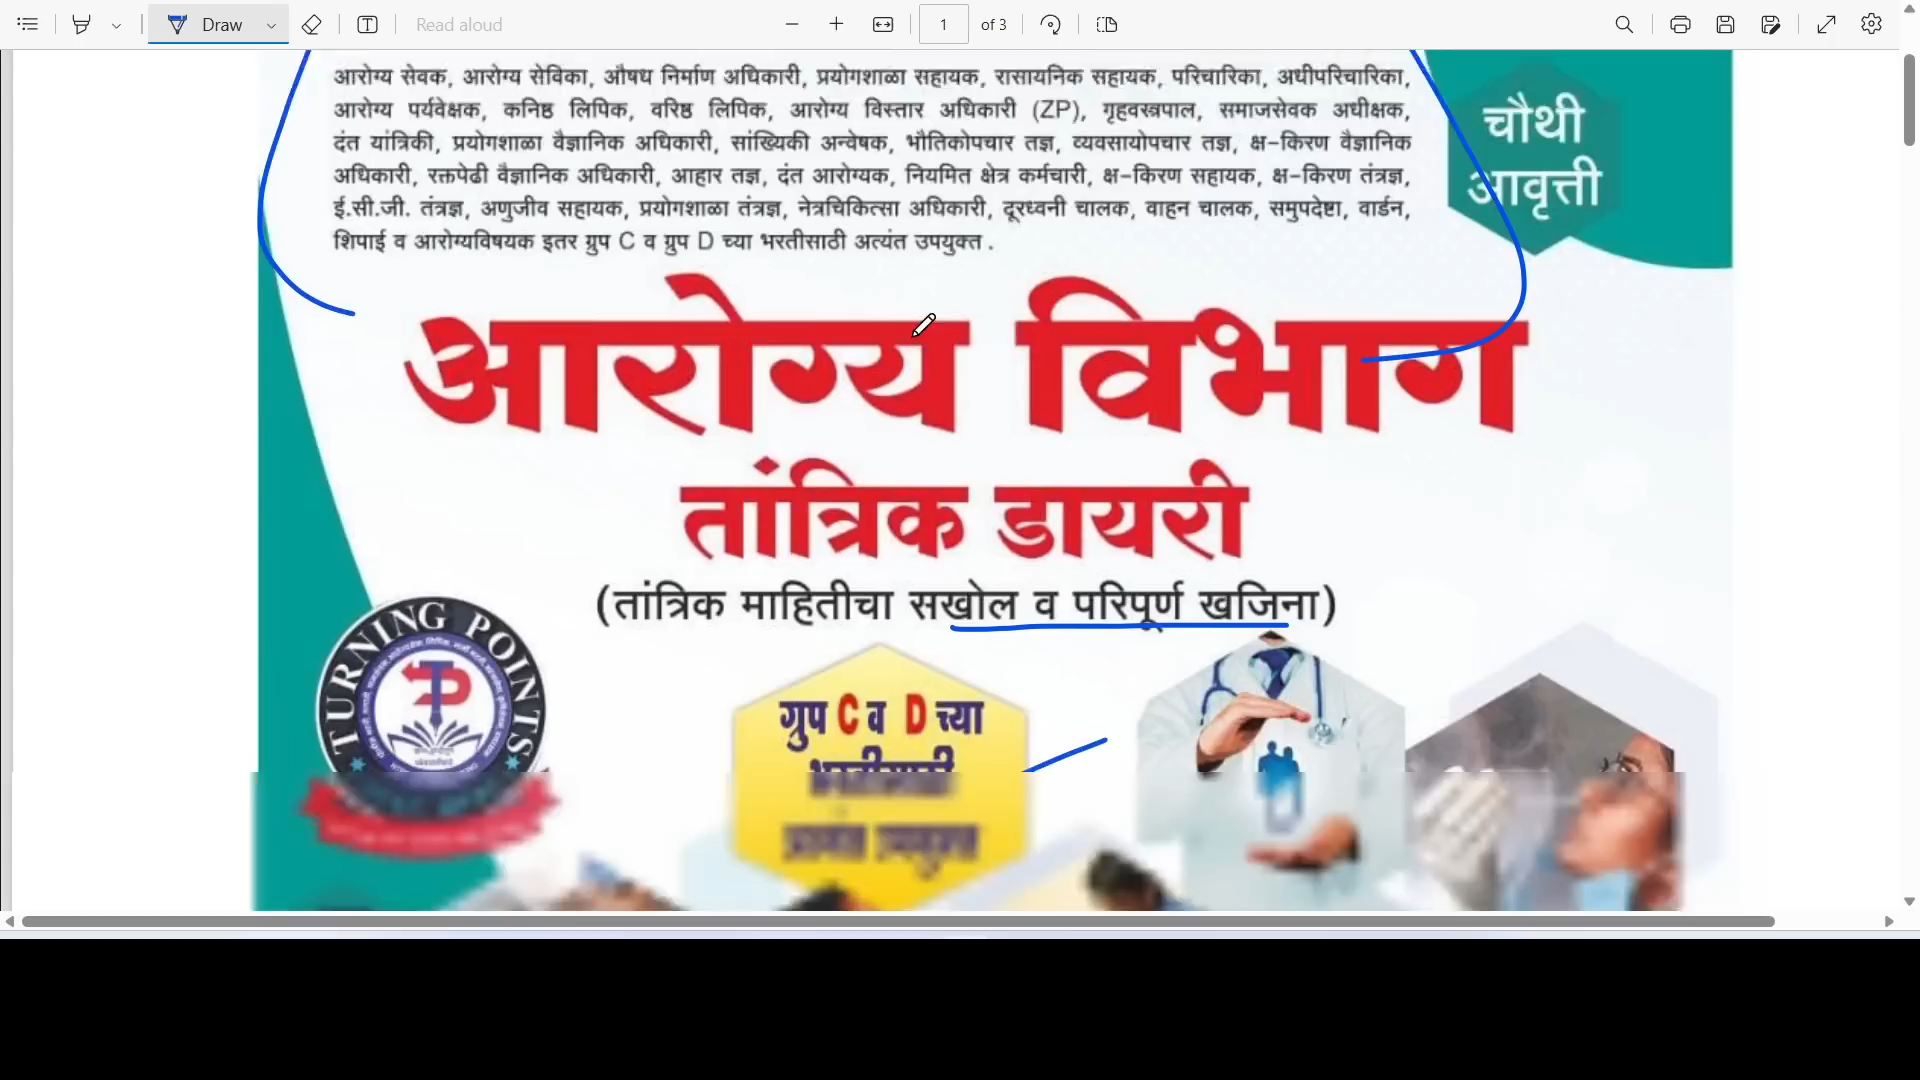 Draw
Read aloud
1 of 3
आरोग्य सेवक, आरोग्य सेविका, औषध निर्माण अधिकारी, प्रयोगशाळा सहायक, रासायनिक सहायक, परिचारिका, अधीपरिचारिका,
आरोग्य पर्यवेक्षक, कनिष्ठ लिपिक, वरिष्ठ लिपिक, आरोग्य विस्तार अधिकारी (ZP), गृहवस्त्रपाल, समाजसेवक अधीक्षक,
दंत यांत्रिकी, प्रयोगशाळा वैज्ञानिक अधिकारी, सांख्यिकी अन्वेषक, भौतिकोपचार तज्ञ, व्यवसायोपचार तज्ञ, क्ष-किरण वैज्ञानिक
अधिकारी, रक्तपेढी वैज्ञानिक अधिकारी, आहार तज्ञ, दंत आरोग्यक, नियमित क्षेत्र कर्मचारी, क्ष-किरण सहायक, क्ष-किरण तंत्रज्ञ,
ई.सी.जी. तंत्रज्ञ, अणुजीव सहायक, प्रयोगशाळा तंत्रज्ञ, नेत्रचिकित्सा अधिकारी, दूरध्वनी चालक, वाहन चालक, समुपदेष्टा, वार्डन,
शिपाई व आरोग्यविषयक इतर ग्रुप C व ग्रुप D च्या भरतीसाठी अत्यंत उपयुक्त .
चौथी
आवृत्ती
आरोग्य विभाग
तांत्रिक डायरी
(तांत्रिक माहितीचा सखोल व परिपूर्ण खजिना)
TURNING POINTS
ग्रुप C व D च्या
भरतीसाठी